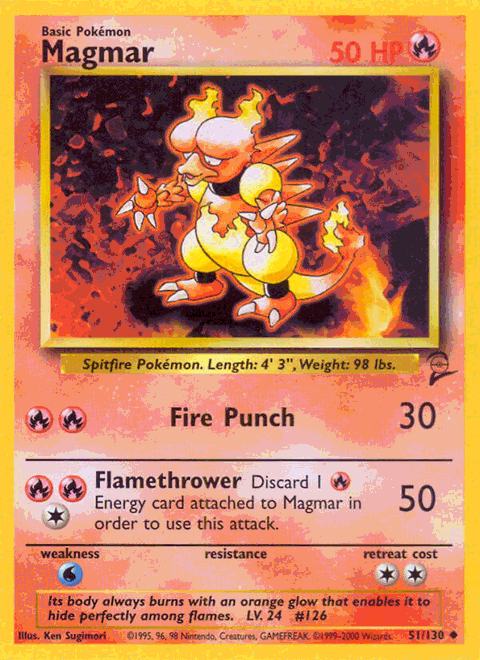 Basic Pokémon
Magmar
50 HP
Spitfire Pokémon. Length: 4' 3", Weight: 98 lbs.
Fire Punch 30
Flamethrower Discard 1
Energy card attached to Magmar in
order to use this attack.
50
weakness resistance retreat cost
Its body always burns with an orange glow that enables it to
hide perfectly among flames. LV. 24 #126
Illus. Ken Sugimori ©1995, 96, 98 Nintendo, Creatures, GAMEFREAK. ©1999-2000 Wizards. 51/130